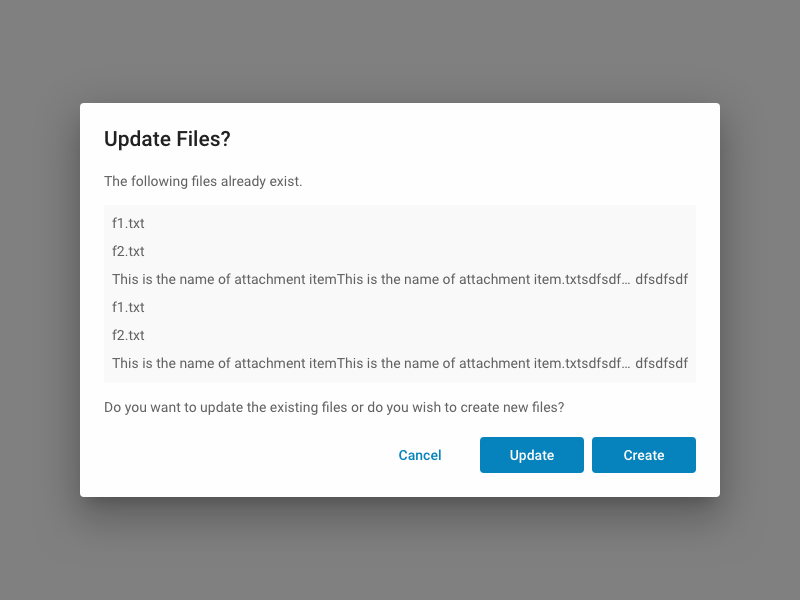 Update Files?
The following files already exist.
f1.txt
f2.txt
This is the name of attachment itemThis is the name of attachment item.txtsdfsdf... dfsdfsdf
f1.txt
f2.txt
This is the name of attachment itemThis is the name of attachment item.txtsdfsdf... dfsdfsdf
Do you want to update the existing files or do you wish to create new files?
Cancel Update Create